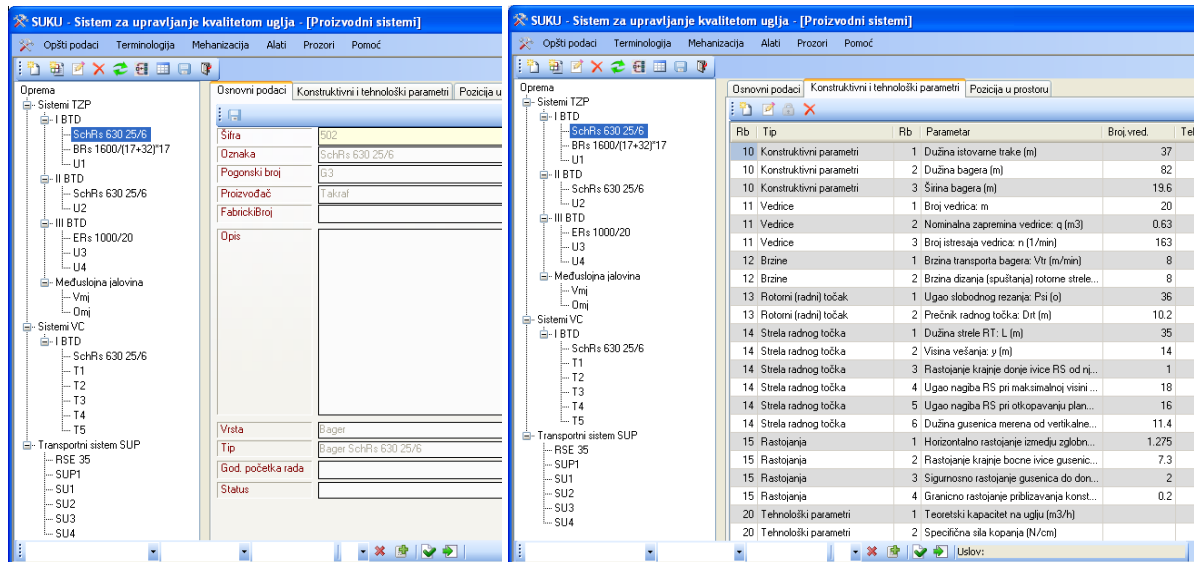 SUKU - Sistem za upravljanje kvalitetom uglja - [Proizvodni sistemi]
Opšti podaci Terminologija Mehanizacija Alati Prozori Pomoć
Oprema
Sistemi TZP
I BTD
SchRs 630 25/6
BRs 1600/(17+32)*17
U1
II BTD
SchRs 630 25/6
U2
III BTD
ERs 1000/20
U3
U4
Međuslojna jalovina
Vmj
Omj
Sistemi VC
I BTD
SchRs 630 25/6
T1
T2
T3
T4
T5
Transportni sistem SUP
RSE 35
SUP1
SU1
SU2
SU3
SU4
Osnovni podaci Konstruktivni i tehnološki parametri Pozicija u
Šifra 502
Oznaka SchRs 630 25/6
Pogonski broj G3
Proizvođač Takraf
FabrickiBroj
Opis
Vrsta Bager
Tip Bager SchRs 630 25/6
God. početka rada
Status
SUKU - Sistem za upravljanje kvalitetom uglja - [Proizvodni sistemi]
Opšti podaci Terminologija Mehanizacija Alati Prozori Pomoć
Oprema
Sistemi TZP
I BTD
SchRs 630 25/6
BRs 1600/(17+32)*17
U1
II BTD
SchRs 630 25/6
U2
III BTD
ERs 1000/20
U3
U4
Međuslojna jalovina
Vmj
Omj
Sistemi VC
I BTD
SchRs 630 25/6
T1
T2
T3
T4
T5
Transportni sistem SUP
RSE 35
SUP1
SU1
SU2
SU3
SU4
Osnovni podaci Konstruktivni i tehnološki parametri Pozicija u prostoru
Rb Tip Rb Parametar Broj.vred. Tel
10 Konstruktivni parametri 1 Dužina istovarne trake (m) 37
10 Konstruktivni parametri 2 Dužina bagera (m) 82
10 Konstruktivni parametri 3 Širina bagera (m) 19.6
11 Vedrice 1 Broj vedrica: m 20
11 Vedrice 2 Nominalna zapremina vedrice: q (m3) 0.63
11 Vedrice 3 Broj istresaja vedrica: n (1/min) 163
12 Brzine 1 Brzina transporta bagera: Vtr (m/min) 8
12 Brzine 2 Brzina dizanja (spuštanja) rotorne strele... 8
13 Rotorni (radni) točak 1 Ugao slobodnog rezanja: Psi (o) 36
13 Rotorni (radni) točak 2 Prečnik radnog točka: Drt (m) 10.2
14 Strela radnog točka 1 Dužina strele RT: L (m) 35
14 Strela radnog točka 2 Visina vešanja: y (m) 14
14 Strela radnog točka 3 Rastojanje krajnje donje ivice RS od nj... 1
14 Strela radnog točka 4 Ugao nagiba RS pri maksimalnoj visini ... 18
14 Strela radnog točka 5 Ugao nagiba RS pri otkopavanju plan... 16
14 Strela radnog točka 6 Dužina gusenica merena od vertikalne... 11.4
15 Rastojanja 1 Horizontalno rastojanje izmedju zglobn... 1.275
15 Rastojanja 2 Rastojanje krajnje bocne ivice gusenic... 7.3
15 Rastojanja 3 Sigurnosno rastojanje gusenica do don... 2
15 Rastojanja 4 Granicno rastojanje priblizavanja konst... 0.2
20 Tehnološki parametri 1 Teoretski kapacitet na uglju (m3/h)
20 Tehnološki parametri 2 Specifična sila kopanja (N/cm)
Uslov: